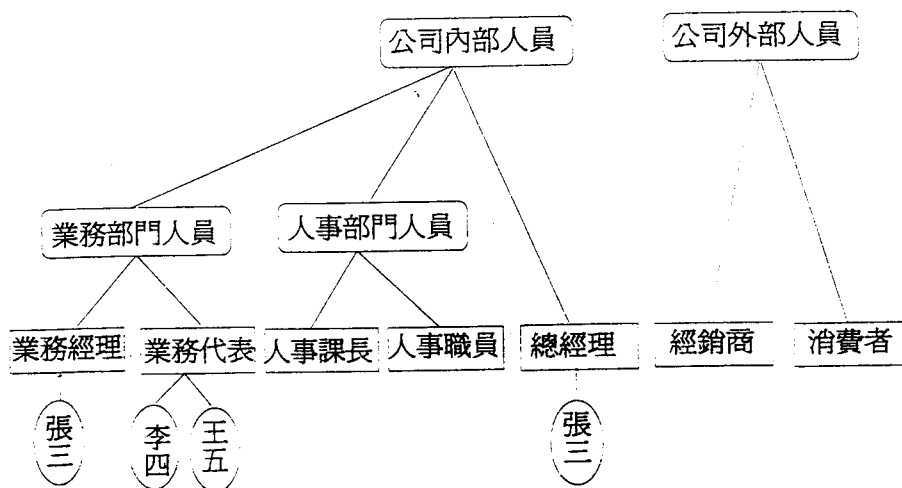 公司內部人員
公司外部人員
業務部門人員
人事部門人員
業務經理
業務代表
人事課長
人事職員
總經理
經銷商
消費者
張三
李四
王五
張三